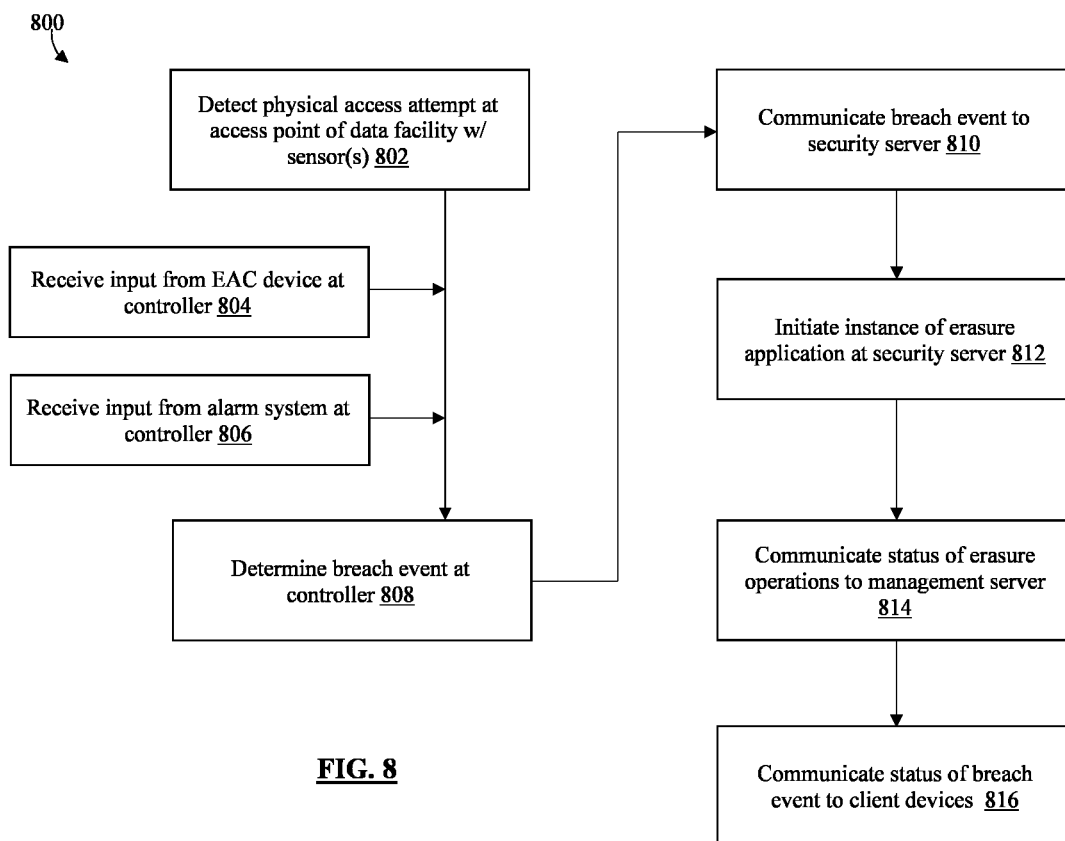 800
Detect physical access attempt at
access point of data facility w/
sensor(s) 802
Receive input from EAC device at
controller 804
Receive input from alarm system at
controller 806
Determine breach event at
controller 808
Communicate breach event to
security server 810
Initiate instance of erasure
application at security server 812
Communicate status of erasure
operations to management server
814
Communicate status of breach
event to client devices 816
FIG. 8